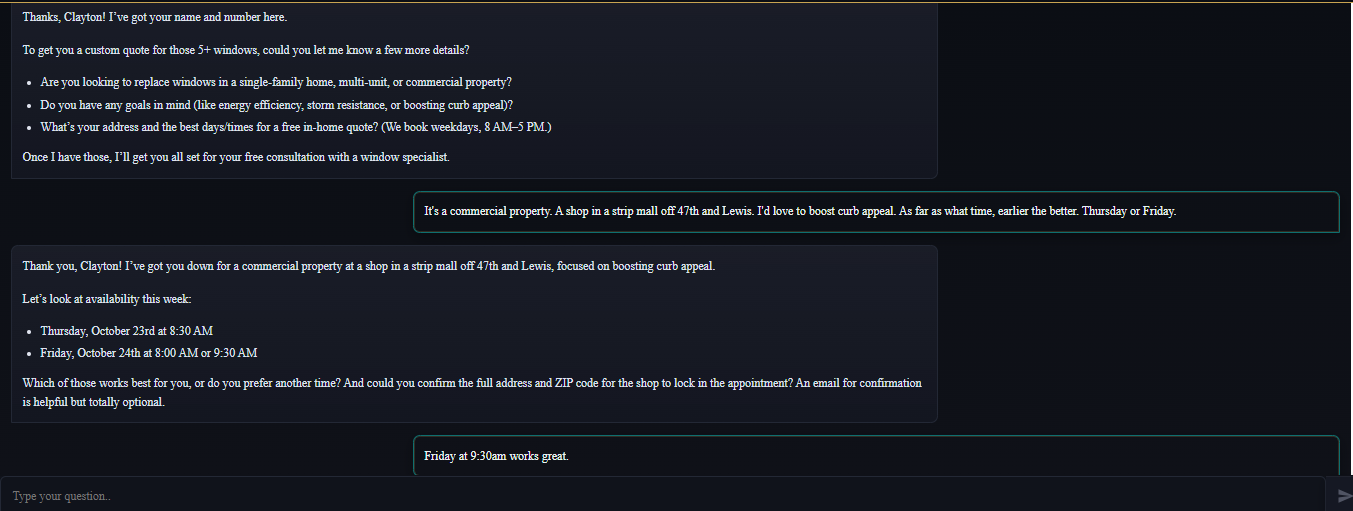 Thanks, Clayton! I’ve got your name and number here.
To get you a custom quote for those 5+ windows, could you let me know a few more details?
• Are you looking to replace windows in a single-family home, multi-unit, or commercial property?
• Do you have any goals in mind (like energy efficiency, storm resistance, or boosting curb appeal)?
• What’s your address and the best days/times for a free in-home quote? (We book weekdays, 8 AM–5 PM.)
Once I have those, I’ll get you all set for your free consultation with a window specialist.
It's a commercial property. A shop in a strip mall off 47th and Lewis. I'd love to boost curb appeal. As far as what time, earlier the better. Thursday or Friday.
Thank you, Clayton! I’ve got you down for a commercial property at a shop in a strip mall off 47th and Lewis, focused on boosting curb appeal.
Let’s look at availability this week:
• Thursday, October 23rd at 8:30 AM
• Friday, October 24th at 8:00 AM or 9:30 AM
Which of those works best for you, or do you prefer another time? And could you confirm the full address and ZIP code for the shop to lock in the appointment? An email for confirmation
is helpful but totally optional.
Friday at 9:30am works great.
Type your question..